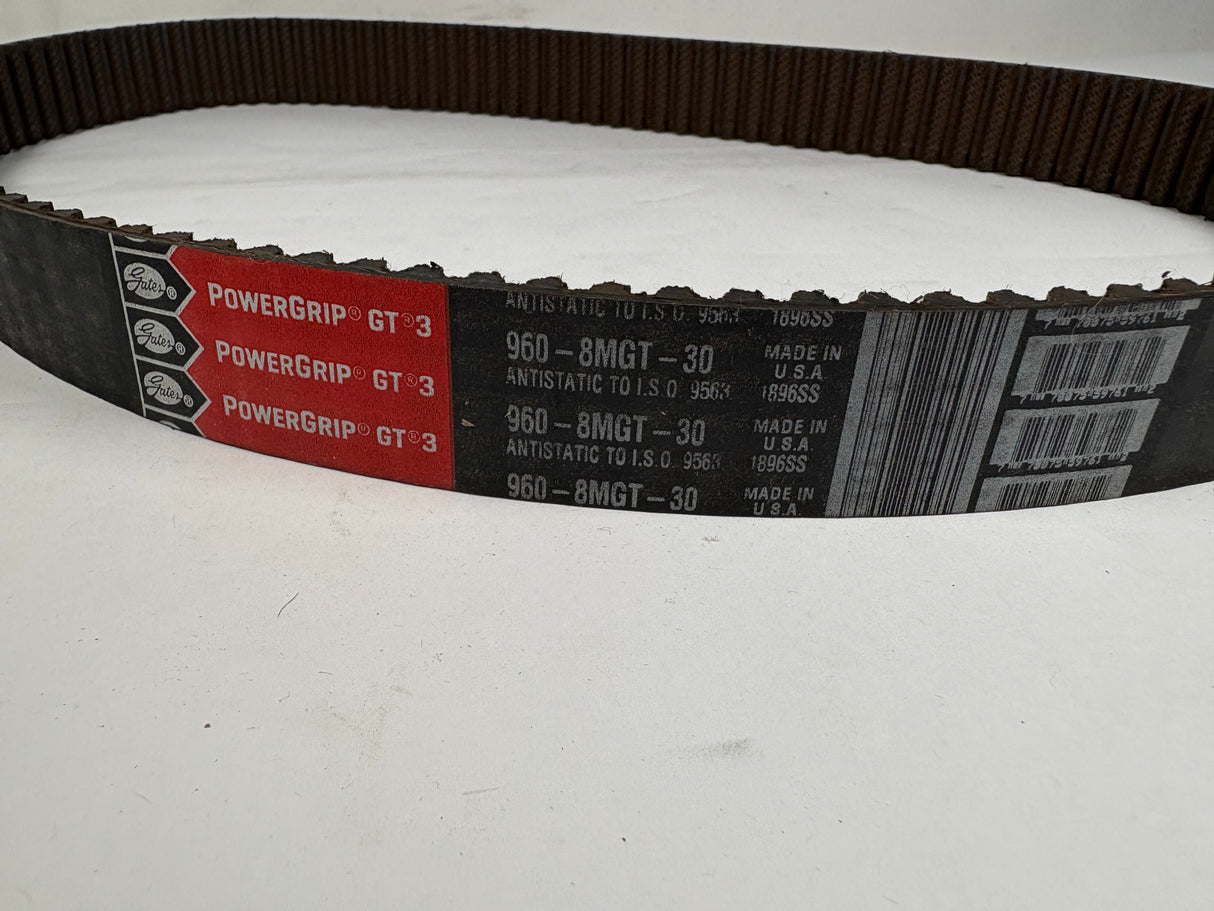 Gates®
Gates®
Gates®
POWERGRIP® GT®3
POWERGRIP® GT®3
POWERGRIP® GT®3
ANTISTATIC TO I.S.O. 9563 1896SS
960-8MGT-30 MADE IN
U.S.A.
ANTISTATIC TO I.S.O. 9563 1896SS
960-8MGT-30 MADE IN
U.S.A.
ANTISTATIC TO I.S.O. 9563 1896SS
960-8MGT-30 MADE IN
U.S.A.